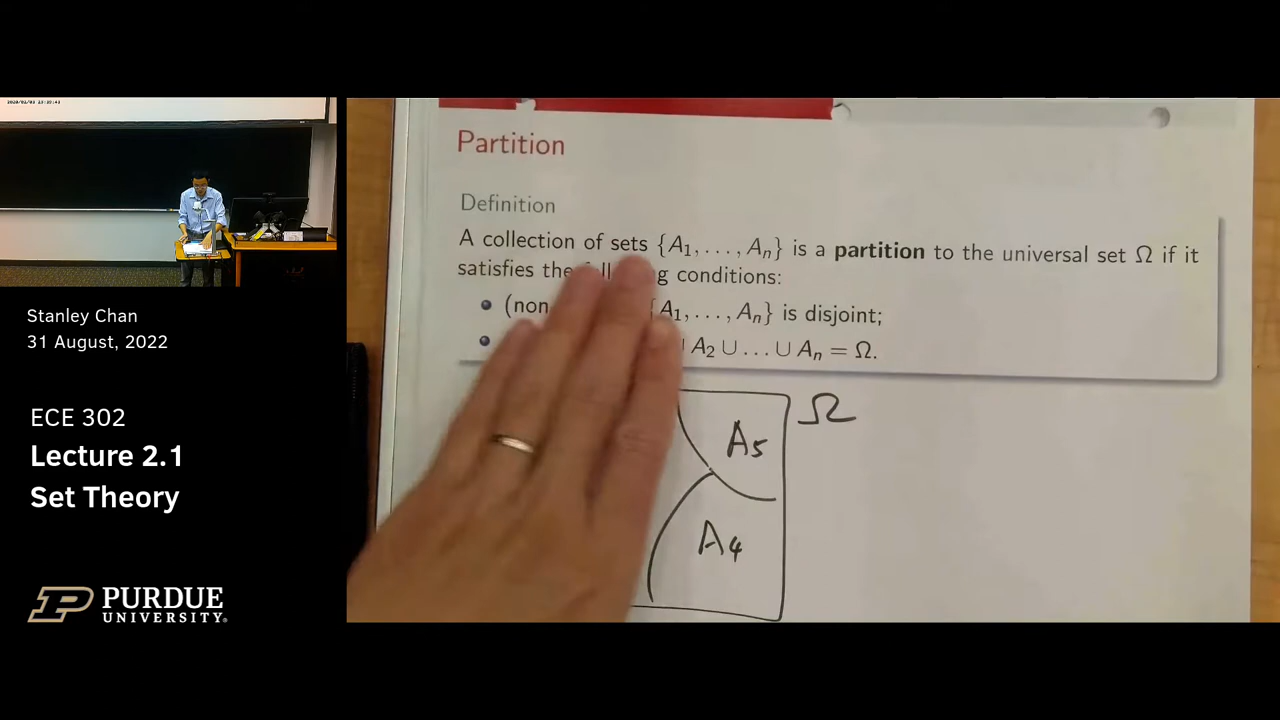 Stanley Chan
31 August, 2022
ECE 302
Lecture 2.1
Set Theory
PURDUE
UNIVERSITY.
Partition
Definition
A collection of sets {A₁, . . . , Aₙ} is a partition to the universal set Ω if it
satisfies the conditions:
(non {A₁, . . . , Aₙ} is disjoint;
A₂ ∪ . . . ∪ Aₙ = Ω.
Ω
A₅
A₄